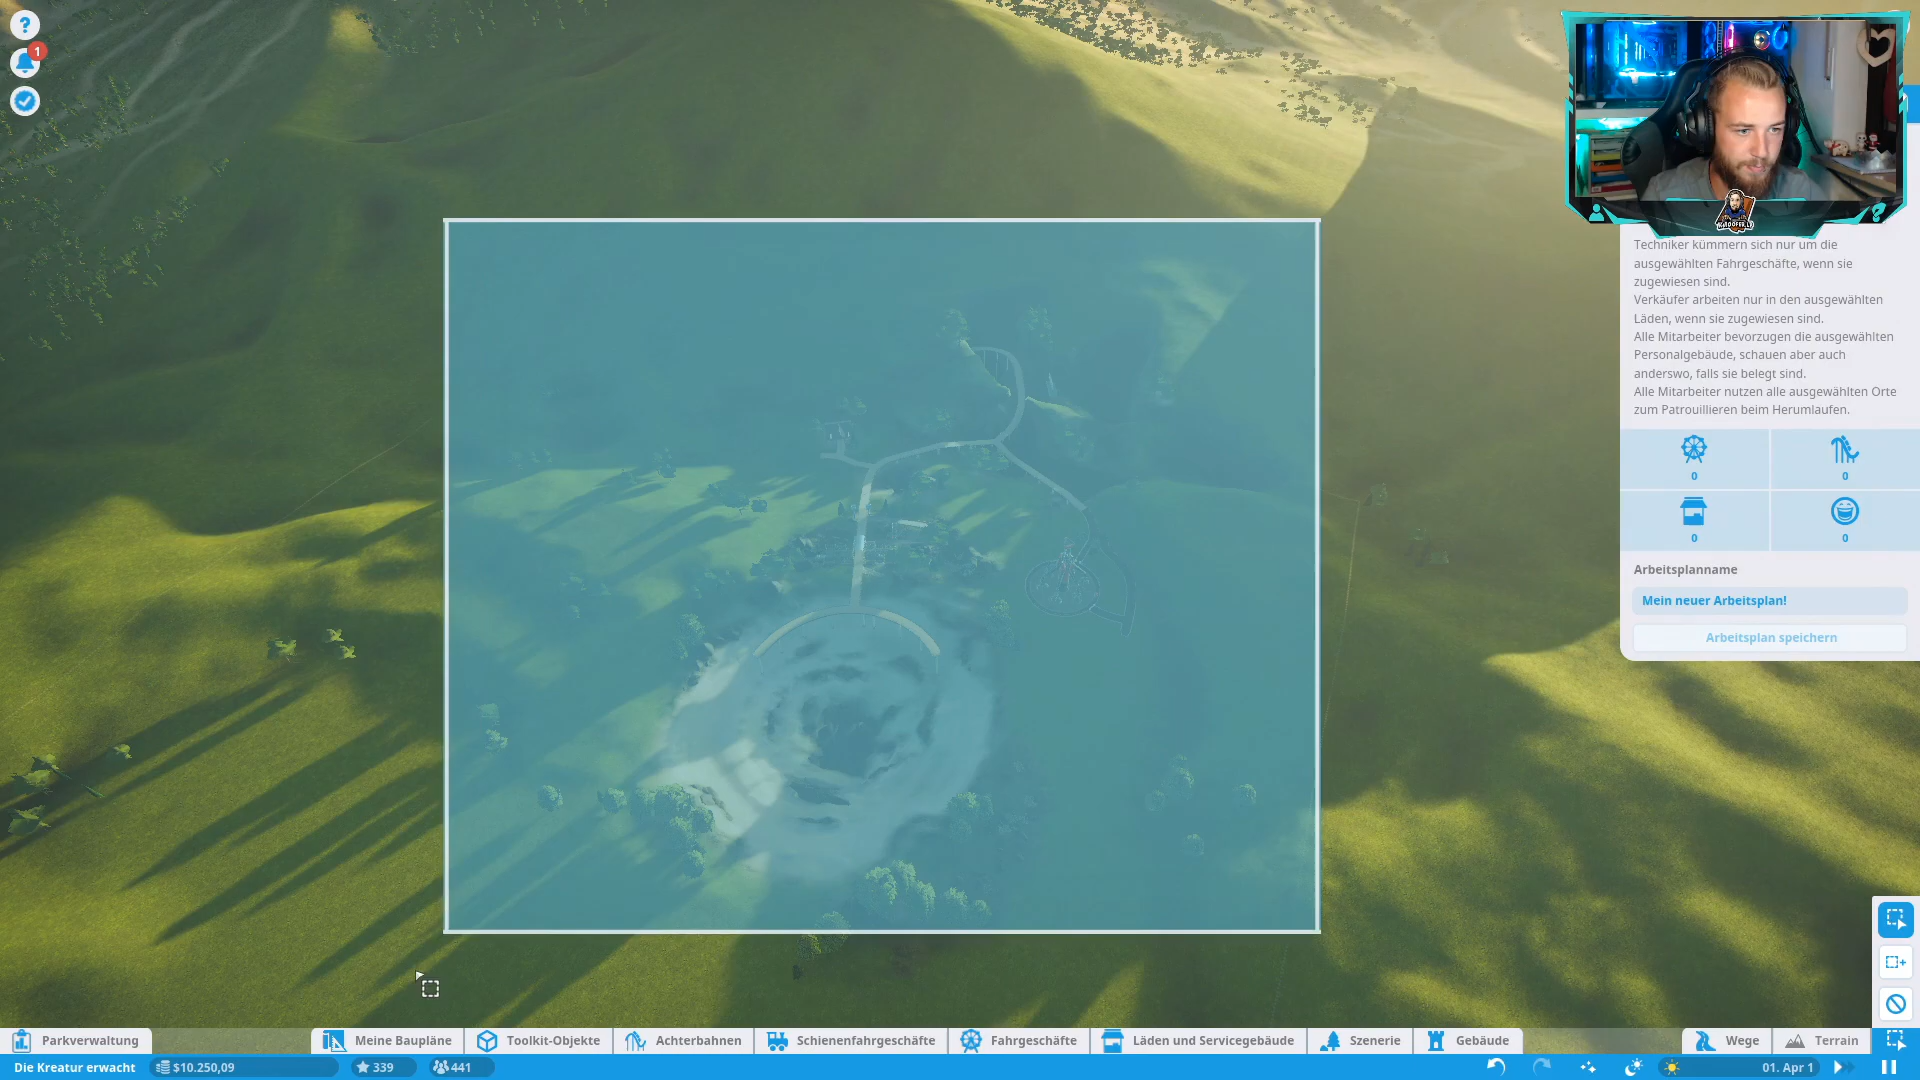 ?
1
Techniker kümmern sich nur um die
ausgewählten Fahrgeschäfte, wenn sie
zugewiesen sind.
Verkäufer arbeiten nur in den ausgewählten
Läden, wenn sie zugewiesen sind.
Alle Mitarbeiter bevorzugen die ausgewählten
Personalgebäude, schauen aber auch
anderswo, falls sie belegt sind.
Alle Mitarbeiter nutzen alle ausgewählten Orte
zum Patrouillieren beim Herumlaufen.
0
0
0
0
Arbeitsplanname
Mein neuer Arbeitsplan!
Arbeitsplan speichern
Parkverwaltung
Meine Baupläne
Toolkit-Objekte
Achterbahnen
Schienenfahrgeschäfte
Fahrgeschäfte
Läden und Servicegebäude
Szenerie
Gebäude
Wege
Terrain
Die Kreatur erwacht
$10.250,09
339
441
01. Apr 1